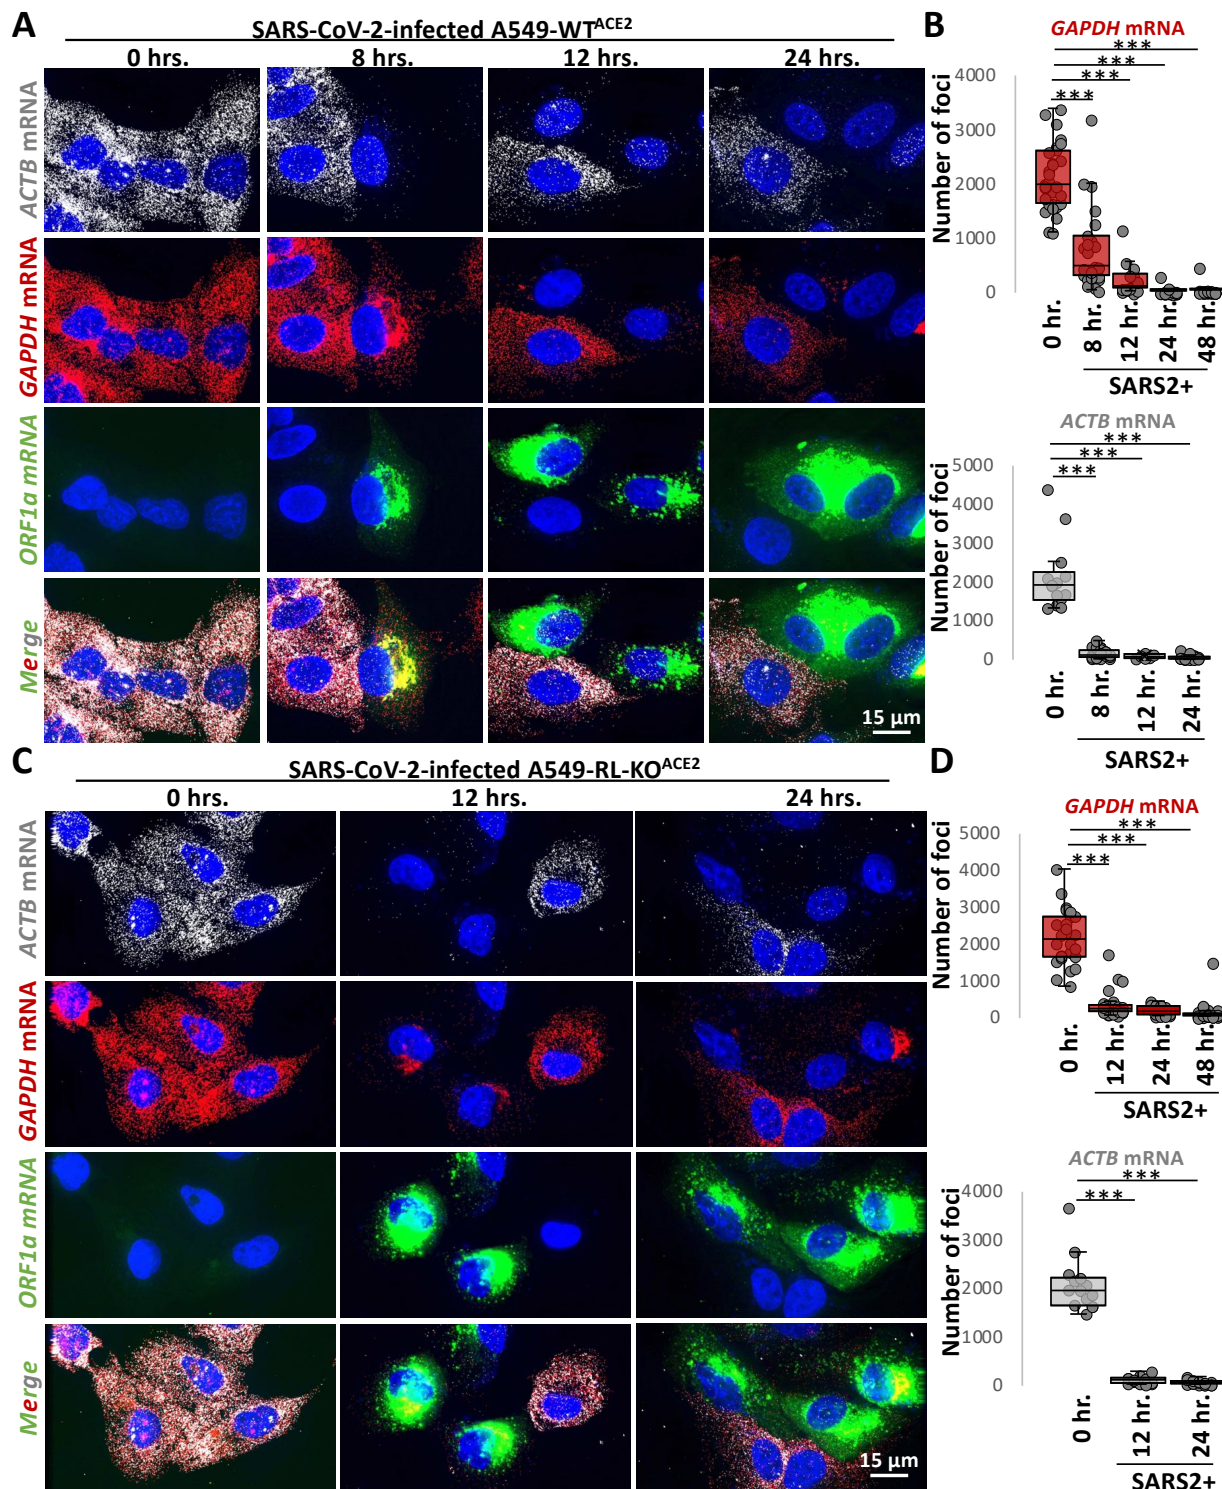 A
SARS-CoV-2-infected A549-WT^ACE2
0 hrs. 8 hrs. 12 hrs. 24 hrs.
ACTB mRNA
GAPDH mRNA
ORF1a mRNA
Merge
15 µm
B
GAPDH mRNA
***
***
***
***
Number of foci
4000
3000
2000
1000
0
0 hr. 8 hr. 12 hr. 24 hr. 48 hr.
SARS2+
ACTB mRNA
***
***
***
Number of foci
5000
4000
3000
2000
1000
0
0 hr. 8 hr. 12 hr. 24 hr.
SARS2+
C
SARS-CoV-2-infected A549-RL-KO^ACE2
0 hrs. 12 hrs. 24 hrs.
ACTB mRNA
GAPDH mRNA
ORF1a mRNA
Merge
15 µm
D
GAPDH mRNA
***
***
***
Number of foci
5000
4000
3000
2000
1000
0
0 hr. 12 hr. 24 hr. 48 hr.
SARS2+
ACTB mRNA
***
***
Number of foci
4000
3000
2000
1000
0
0 hr. 12 hr. 24 hr.
SARS2+